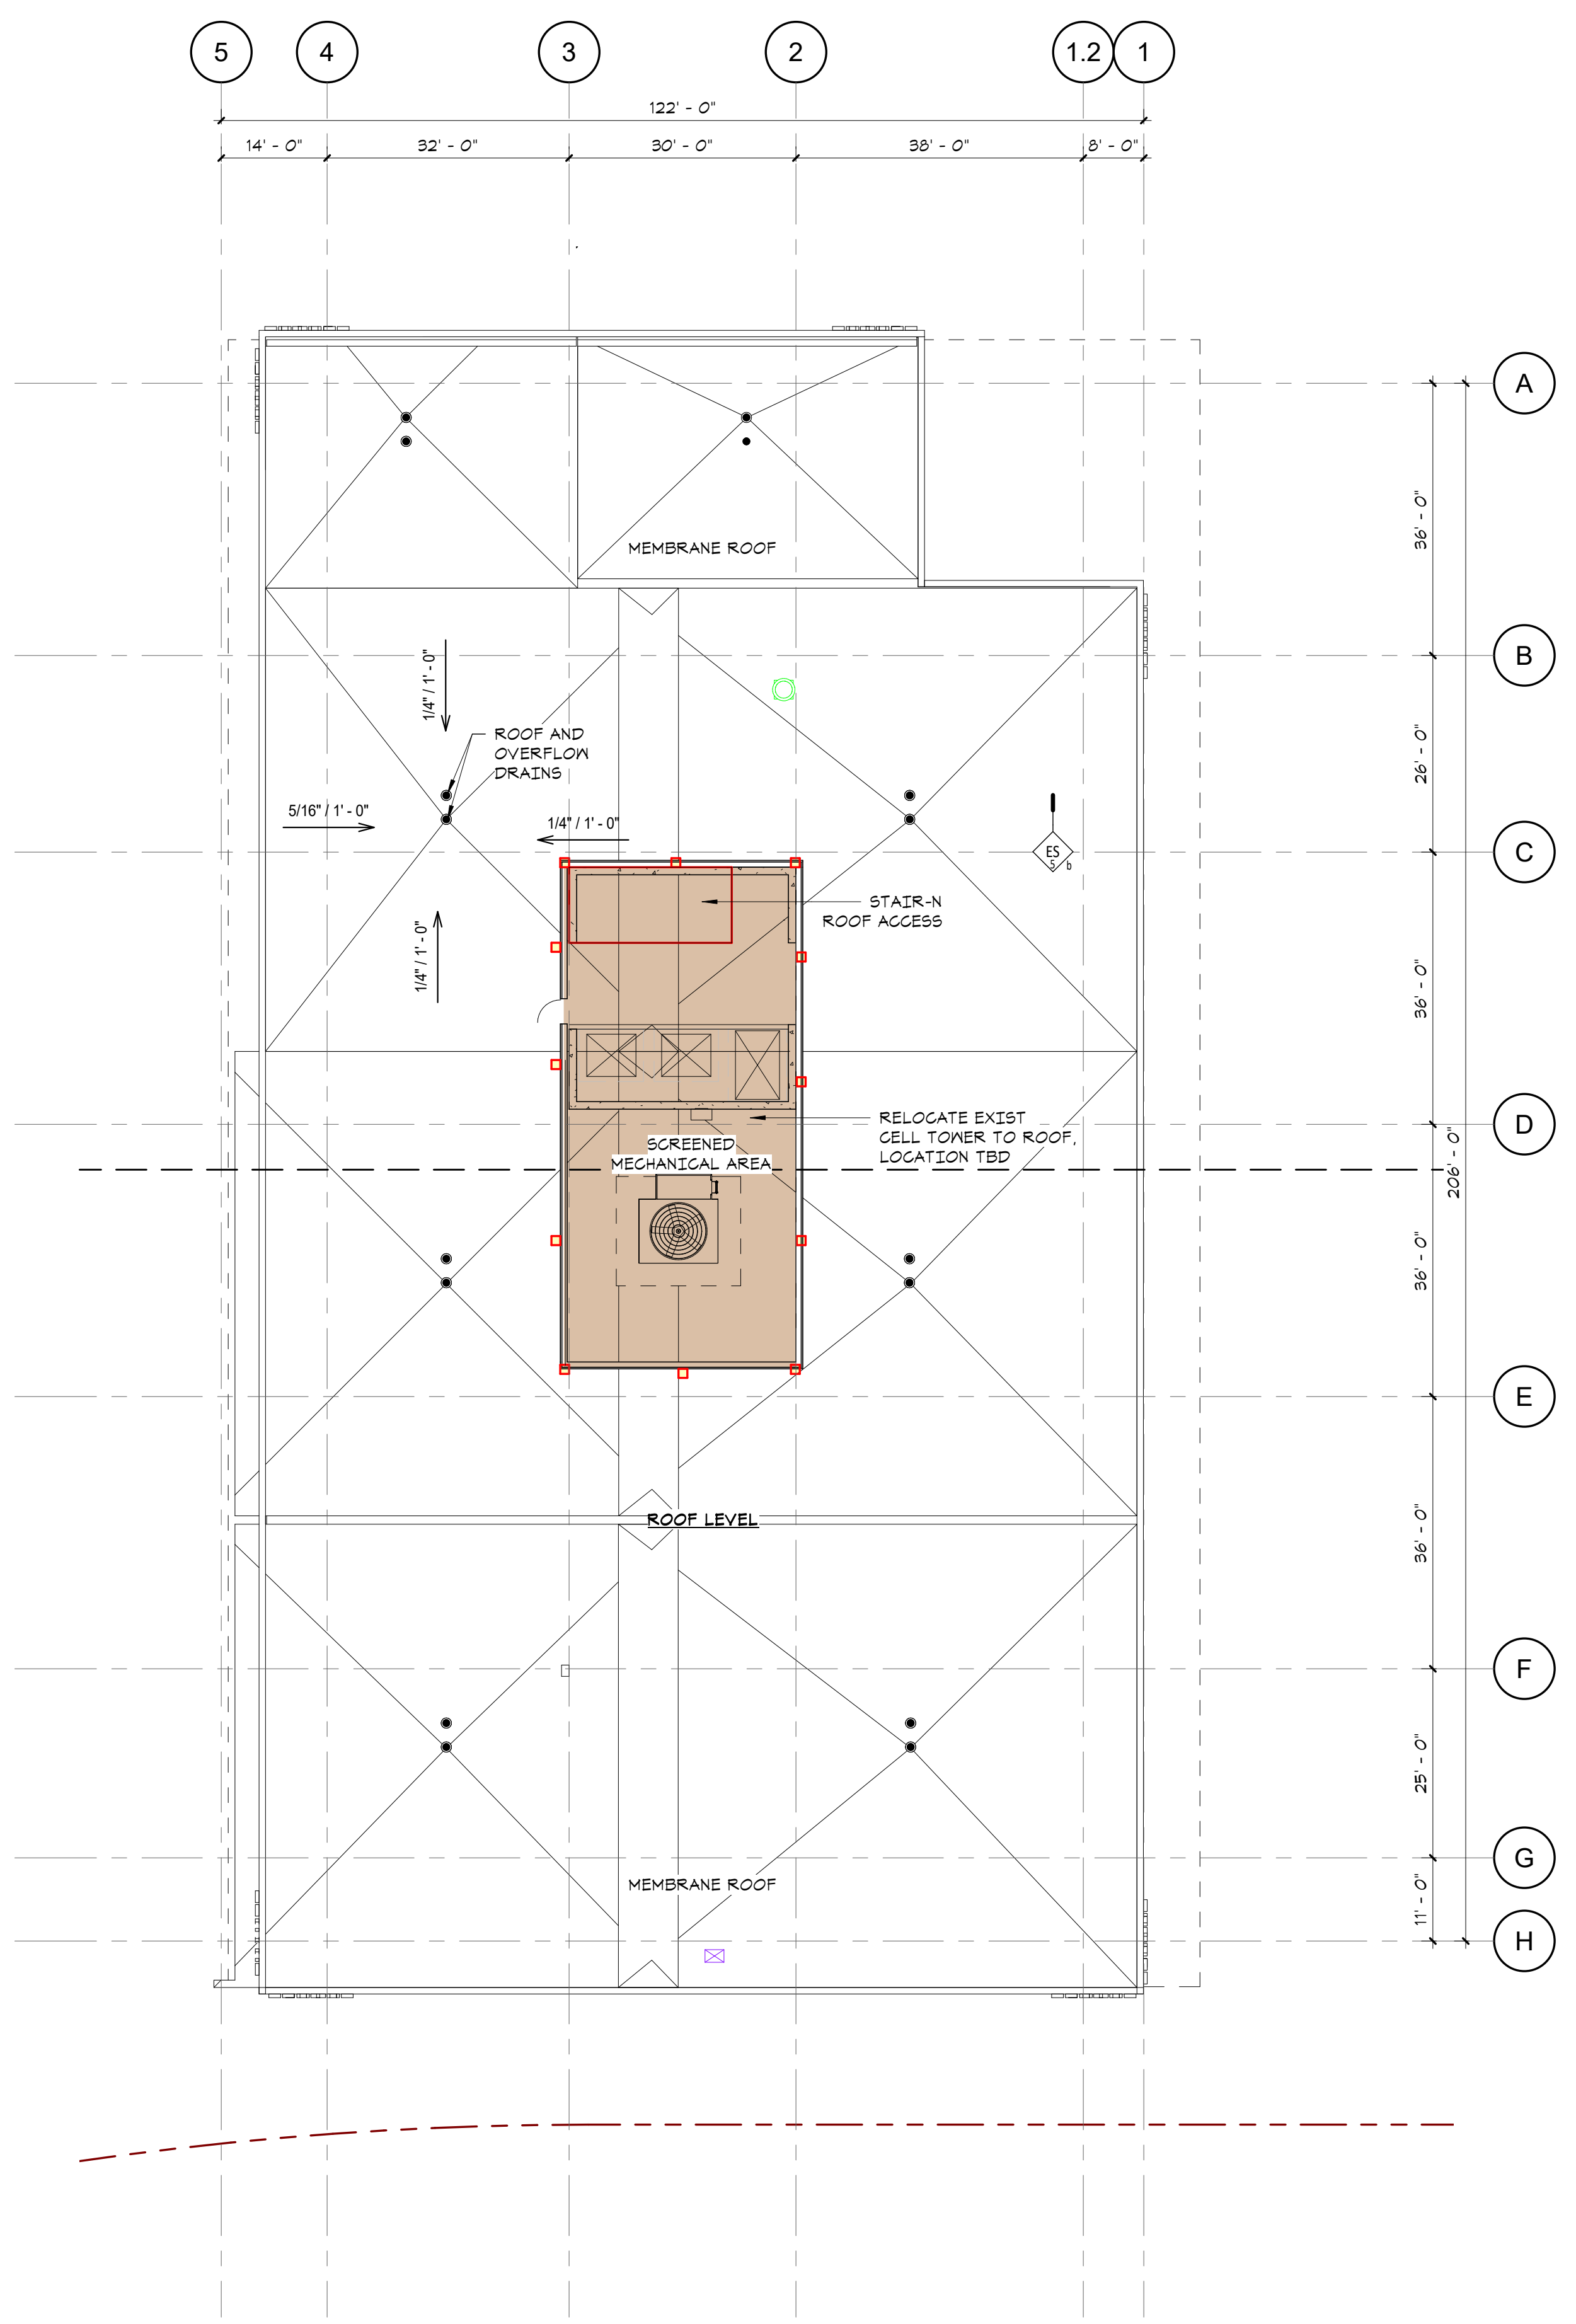 5 4 3 2 1.2 1
122' - 0"
14' - 0" 32' - 0" 30' - 0" 38' - 0" 8' - 0"
A
36' - 0"
MEMBRANE ROOF
B
1/4" / 1' - 0"
ROOF AND
OVERFLOW
DRAINS
26' - 0"
5/16" / 1' - 0"
1/4" / 1' - 0"
ES
5 b
C
STAIR-N
ROOF ACCESS
1/4" / 1' - 0"
36' - 0"
RELOCATE EXIST
CELL TOWER TO ROOF,
LOCATION TBD
D
SCREENED
MECHANICAL AREA
206' - 0"
36' - 0"
E
ROOF LEVEL
36' - 0"
F
25' - 0"
G
MEMBRANE ROOF
11' - 0"
H